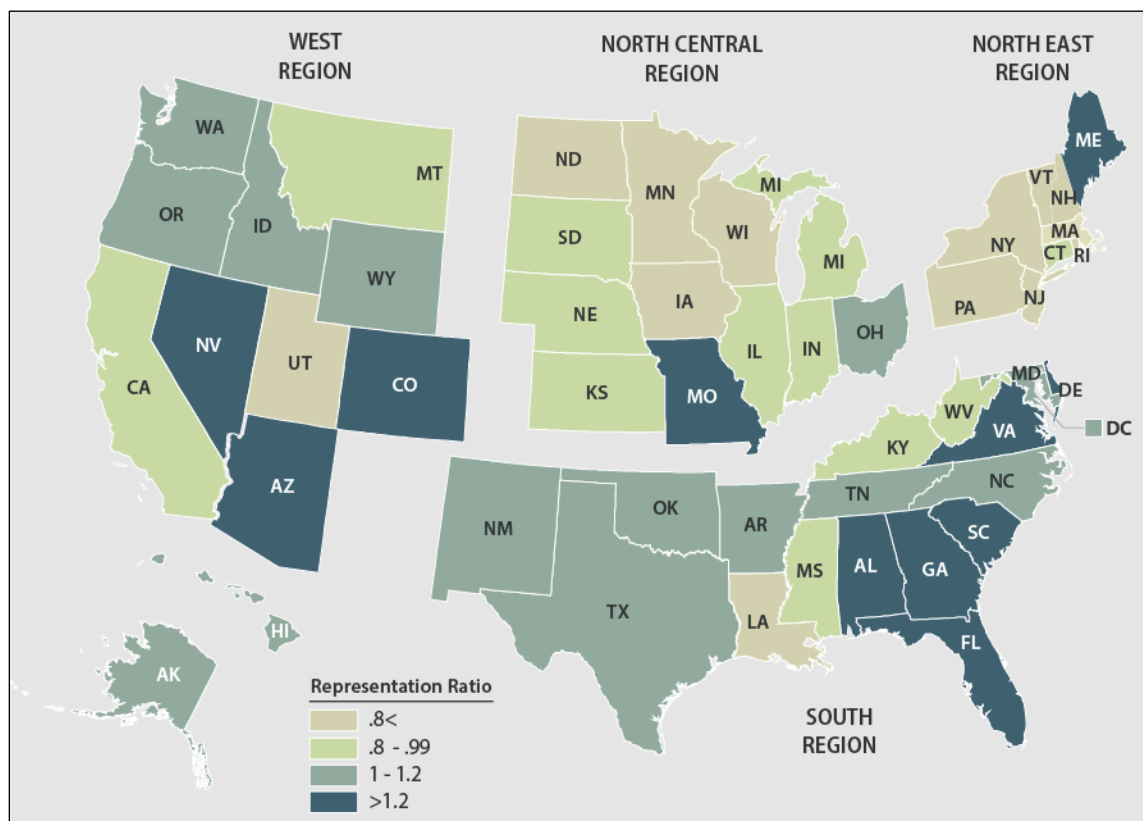 WEST
REGION
NORTH CENTRAL
REGION
NORTH EAST
REGION
WA
MT
ND
MN
MI
ME
VT
NH
OR
ID
SD
WI
MI
NY
MA
CT
RI
WY
IA
PA
NJ
NV
UT
CO
NE
IL
IN
OH
CA
KS
MO
MD
DE
WV
VA
DC
KY
AZ
NM
OK
AR
TN
NC
SC
MS
AL
GA
TX
LA
FL
HI
AK
Representation Ratio
.8<
.8 - .99
1 - 1.2
>1.2
SOUTH
REGION